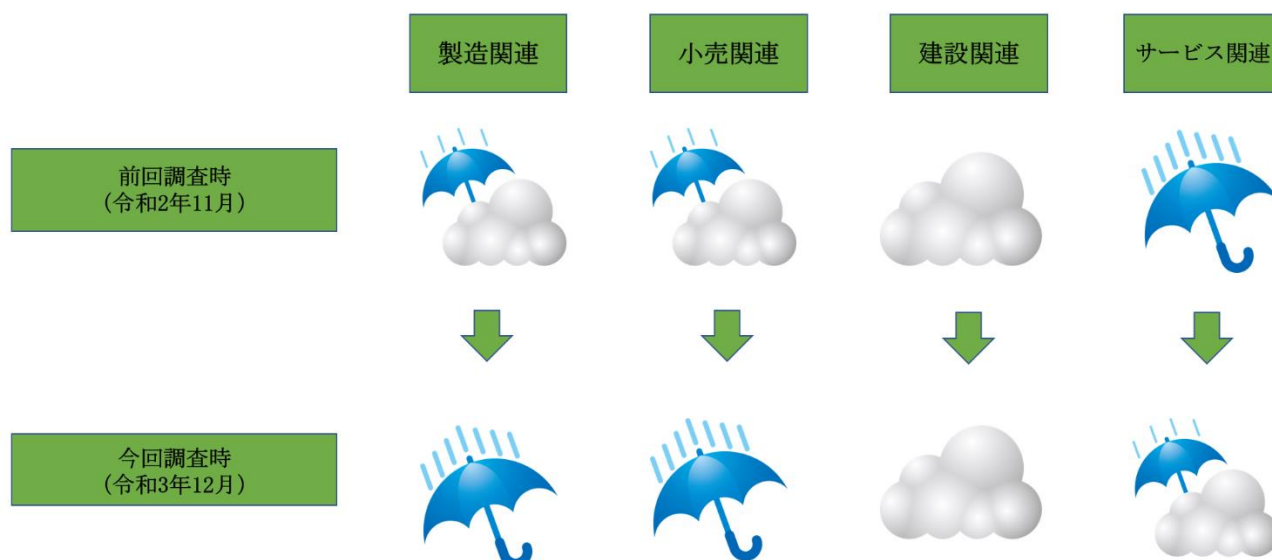 製造関連
小売関連
建設関連
サービス関連
前回調査時
（令和2年11月）
今回調査時
（令和3年12月）